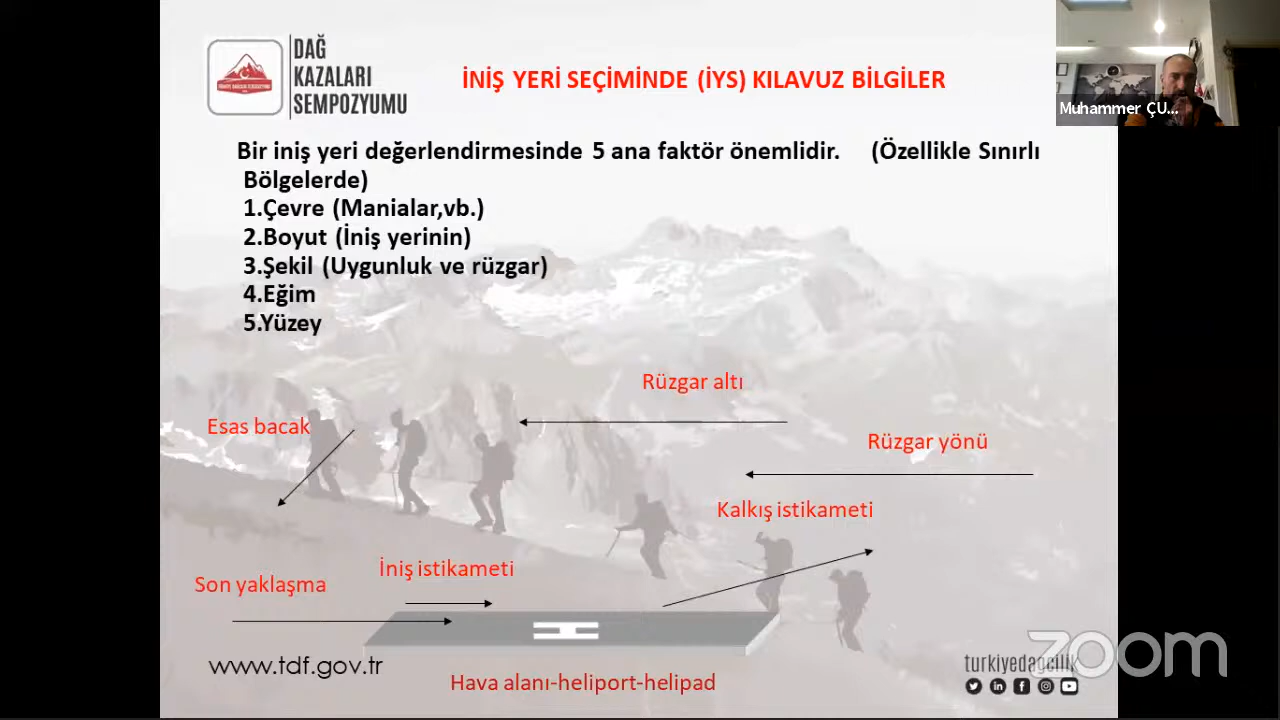 DAĞ
KAZALARI
SEMPOZYUMU
İNİŞ YERİ SEÇİMİNDE (İYS) KILAVUZ BİLGİLER
Muhammer ÇU...
Bir iniş yeri değerlendirmesinde 5 ana faktör önemlidir. (Özellikle Sınırlı
Bölgelerde)
1.Çevre (Manialar,vb.)
2.Boyut (İniş yerinin)
3.Şekil (Uygunluk ve rüzgar)
4.Eğim
5.Yüzey
Rüzgar altı
Esas bacak
Rüzgar yönü
Kalkış istikameti
İniş istikameti
Son yaklaşma
H
www.tdf.gov.tr
Hava alanı-heliport-helipad
turkiyedagcilik
zoom